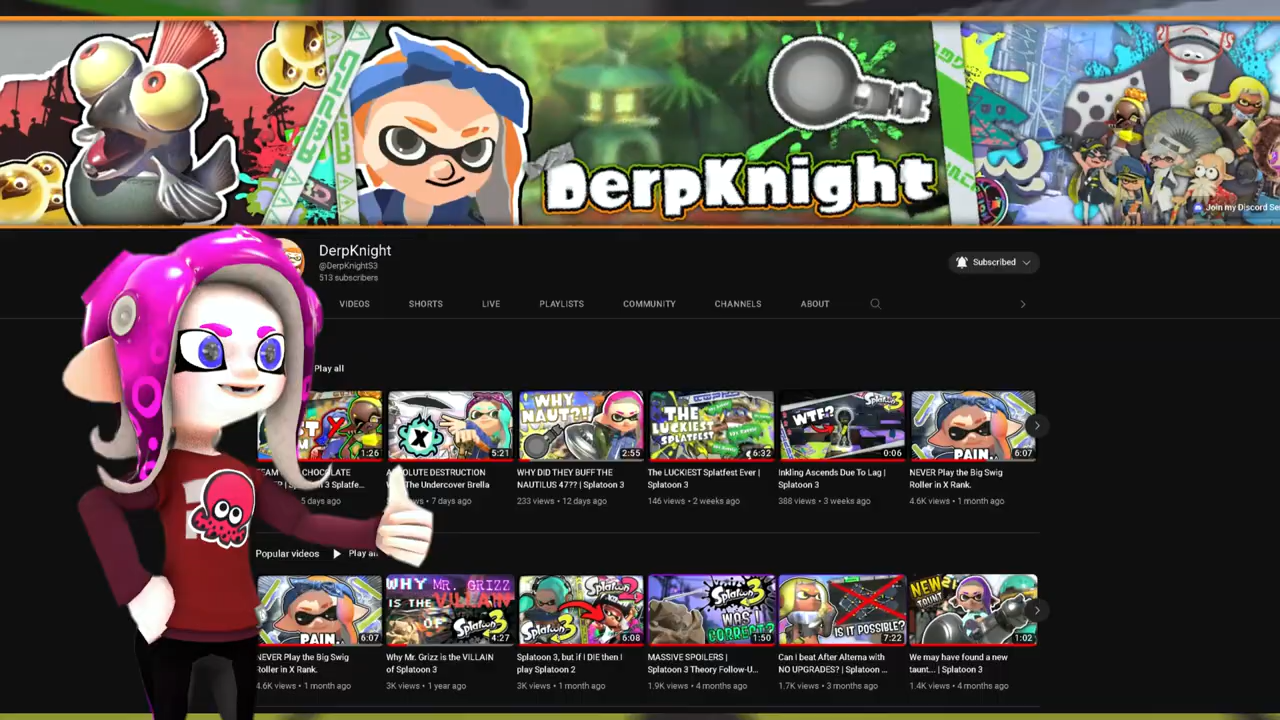 DerpKnight
Join my Discord Se
DerpKnight
@DerpKnightS3
513 subscribers
Subscribed
VIDEOS SHORTS LIVE PLAYLISTS COMMUNITY CHANNELS ABOUT
Play all
1:26
X
5:21
WHY NAUT?!!
2:55
THE LUCKIEST SPLATFEST
6:32
WTF?
Splatoon 3
0:06
PAIN..
6:07
CHOCOLATE
Splatfe...
5 days ago
DESTRUCTION
The Undercover Brella
views • 7 days ago
WHY DID THEY BUFF THE
NAUTILUS 47?? | Splatoon 3
233 views • 12 days ago
The LUCKIEST Splatfest Ever |
Splatoon 3
146 views • 2 weeks ago
Inkling Ascends Due To Lag |
Splatoon 3
388 views • 3 weeks ago
NEVER Play the Big Swig
Roller in X Rank.
4.6K views • 1 month ago
Popular videos
Play all
PAIN..
6:07
WHY MR. GRIZZ
IS THE VILLAIN
OF Splatoon 3
4:27
Splatoon 2
Splatoon 3
6:08
Splatoon 3
WAS
CORRECT?
1:50
IS IT POSSIBLE?
7:22
NEW
TAUNT
1:02
NEVER Play the Big Swig
Roller in X Rank.
4.6K views • 1 month ago
Why Mr. Grizz is the VILLAIN
of Splatoon 3
3K views • 1 year ago
Splatoon 3, but if I DIE then I
play Splatoon 2
3K views • 1 month ago
MASSIVE SPOILERS |
Splatoon 3 Theory Follow-U...
1.9K views • 4 months ago
Can I beat After Alterna with
NO UPGRADES? | Splatoon ...
1.7K views • 3 months ago
We may have found a new
taunt... | Splatoon 3
1.4K views • 4 months ago